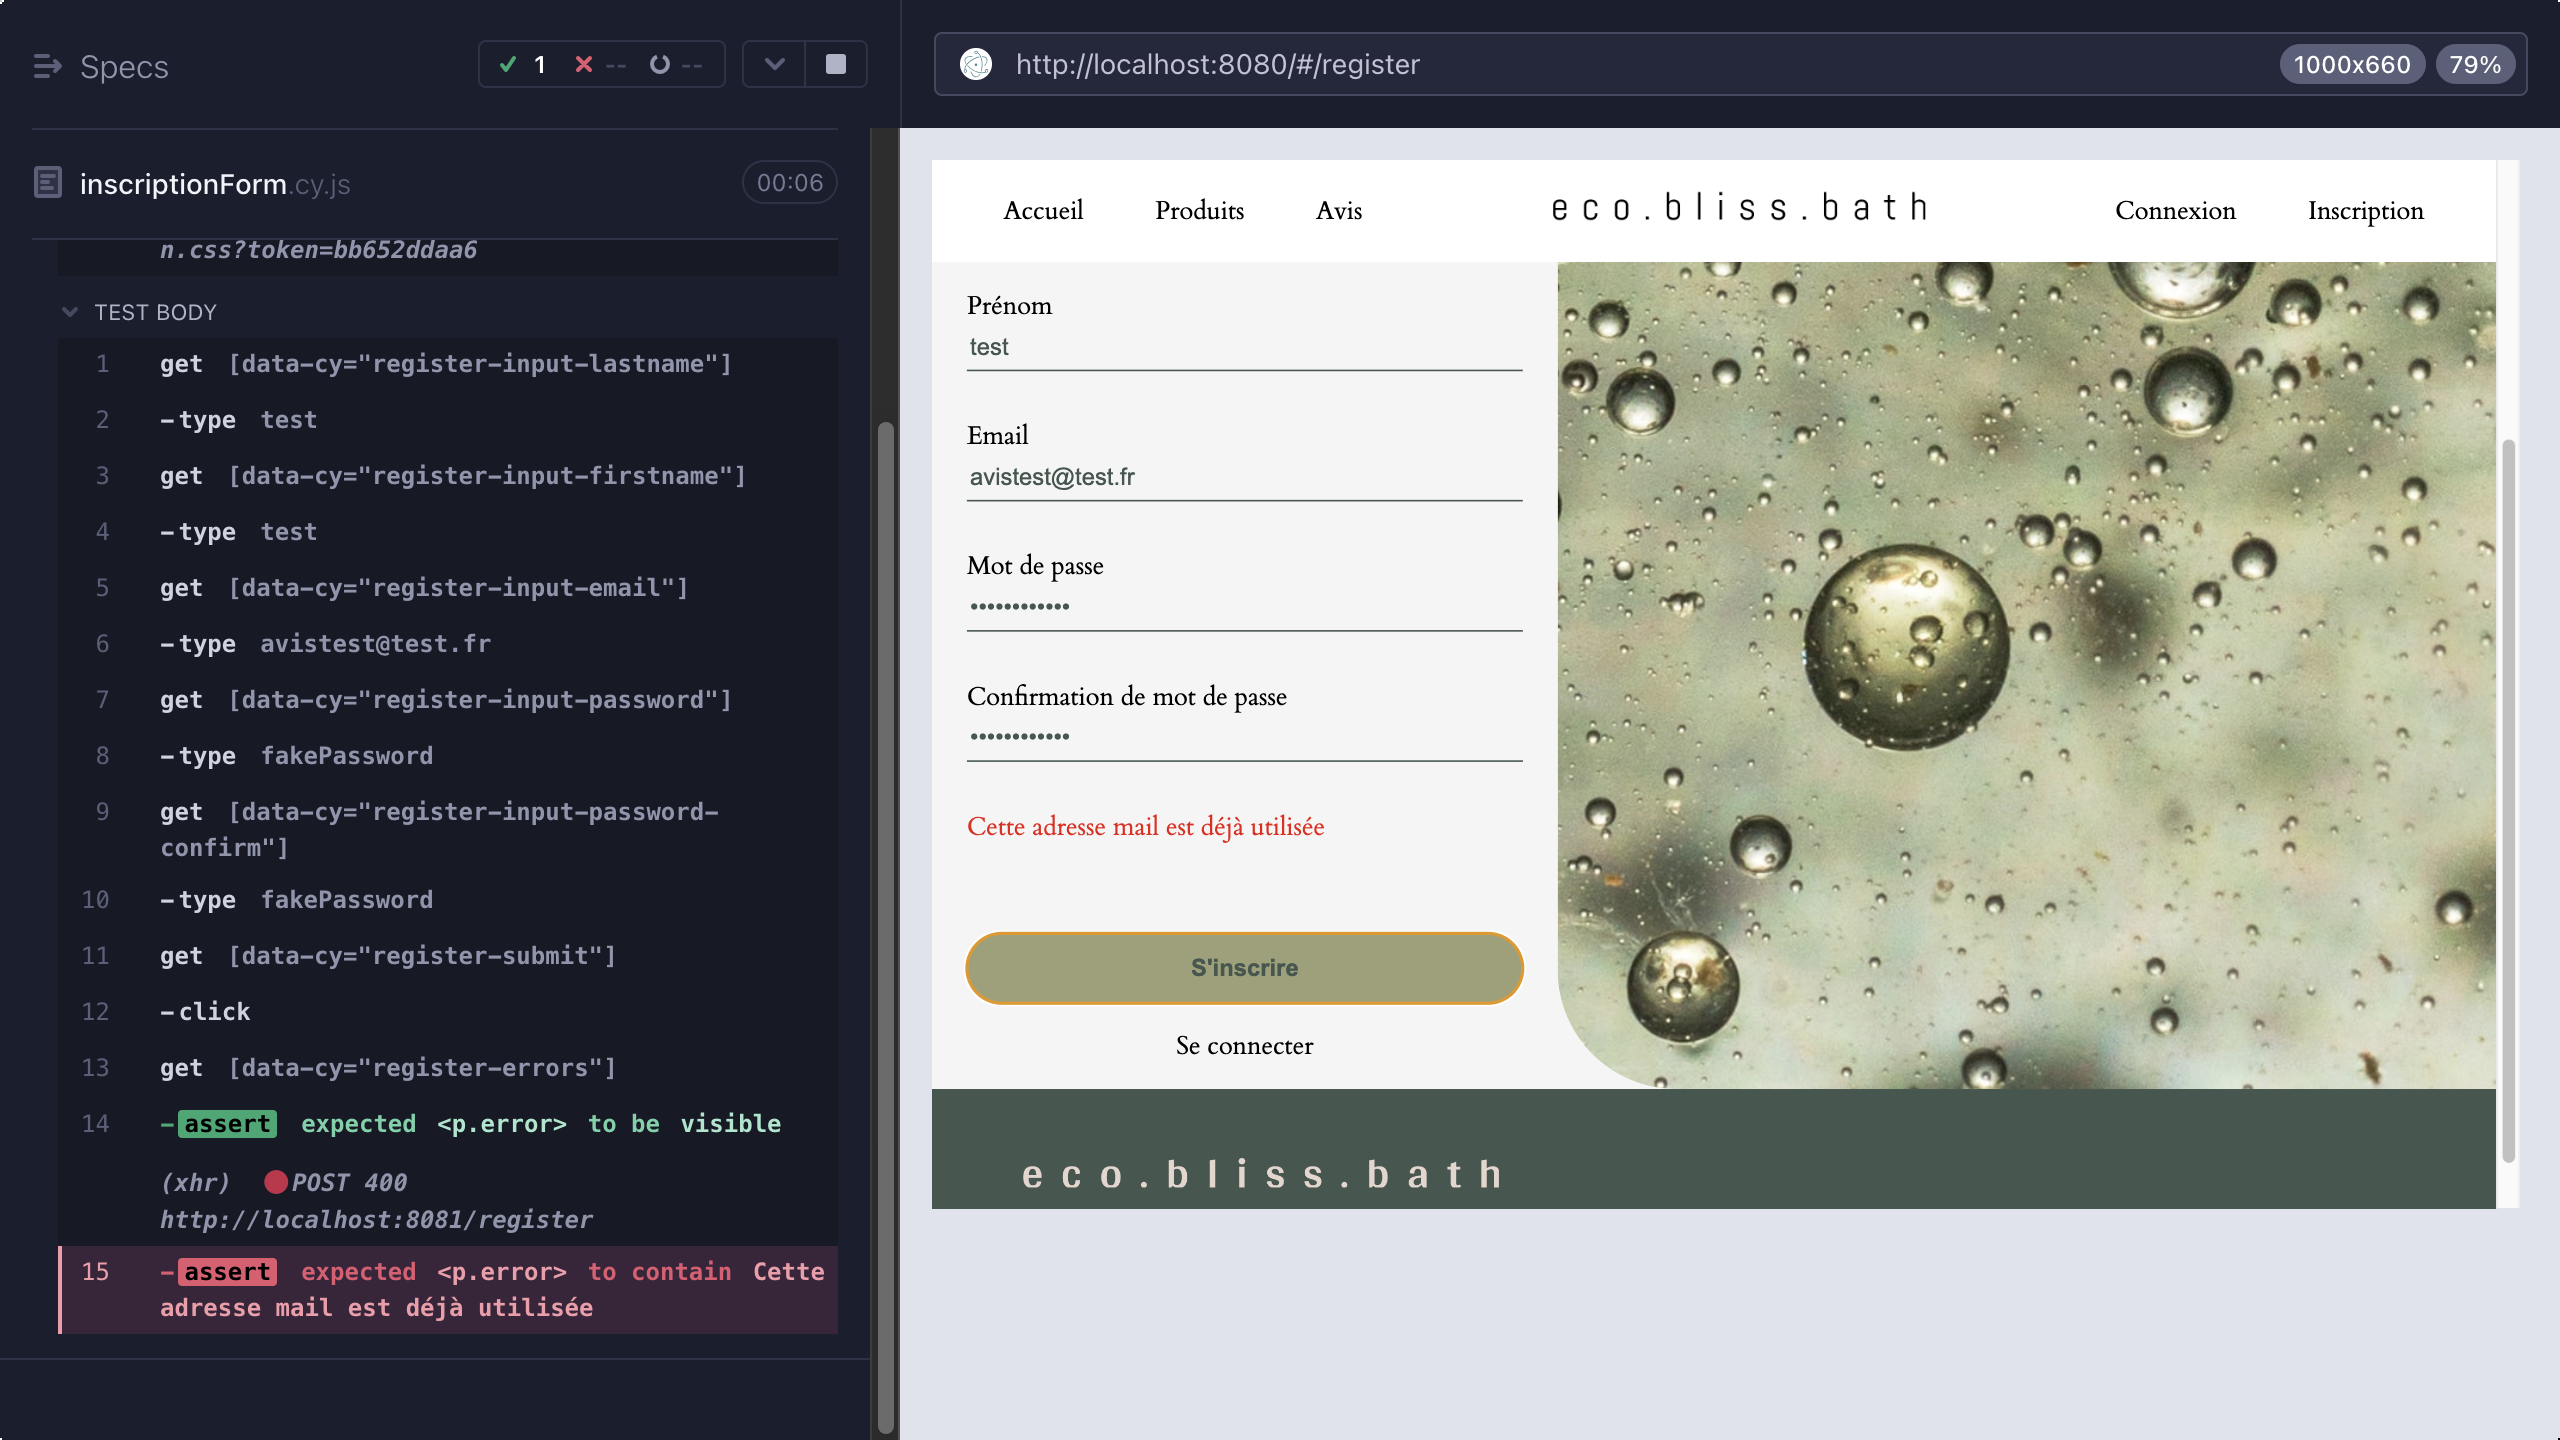 Specs
1 -- --
inscriptionForm.cy.js 00:06
n.css?token=bb652ddaa6
TEST BODY
1 get [data-cy="register-input-lastname"]
2 -type test
3 get [data-cy="register-input-firstname"]
4 -type test
5 get [data-cy="register-input-email"]
6 -type avistest@test.fr
7 get [data-cy="register-input-password"]
8 -type fakePassword
9 get [data-cy="register-input-password-
confirm"]
10 -type fakePassword
11 get [data-cy="register-submit"]
12 -click
13 get [data-cy="register-errors"]
14 -assert expected <p.error> to be visible
(xhr) POST 400
http://localhost:8081/register
15 -assert expected <p.error> to contain Cette
adresse mail est déjà utilisée
http://localhost:8080/#/register 1000x660 79%
Accueil Produits Avis eco.bliss.bath Connexion Inscription
Prénom
test
Email
avistest@test.fr
Mot de passe
••••••••••••
Confirmation de mot de passe
••••••••••••
Cette adresse mail est déjà utilisée
S'inscrire
Se connecter
eco.bliss.bath